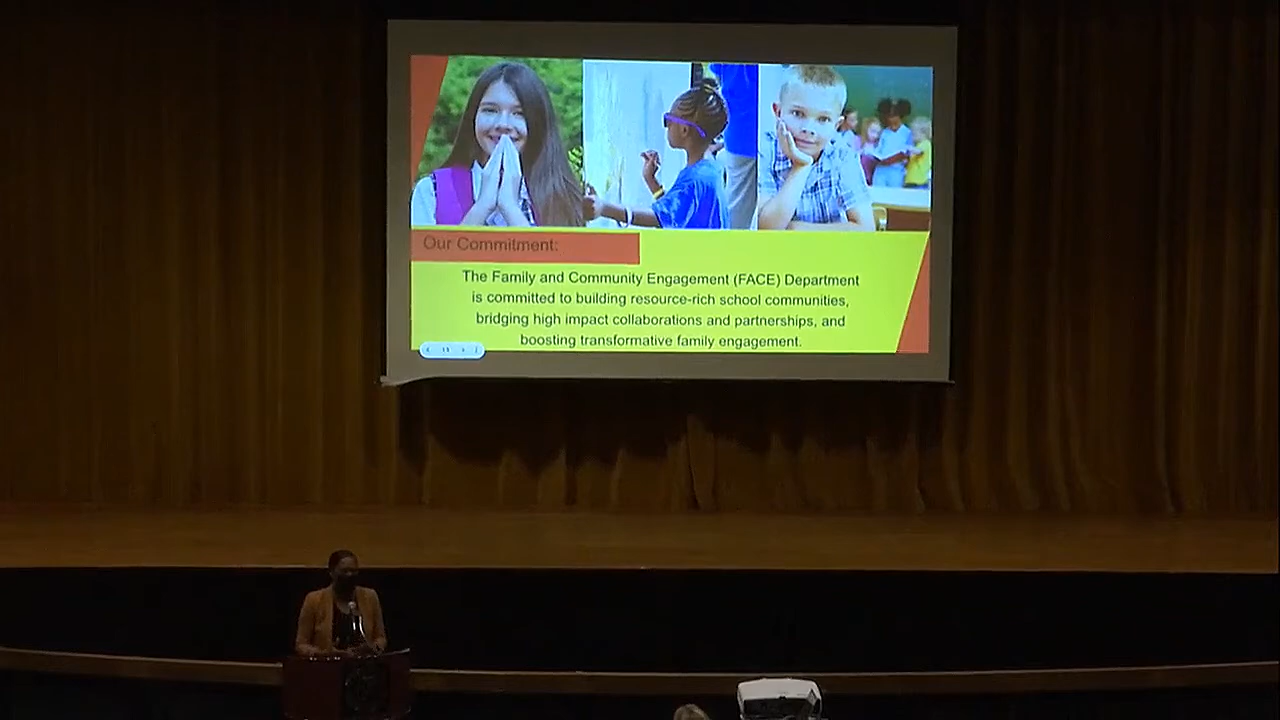 Our Commitment:
The Family and Community Engagement (FACE) Department
is committed to building resource-rich school communities,
bridging high impact collaborations and partnerships, and
boosting transformative family engagement.